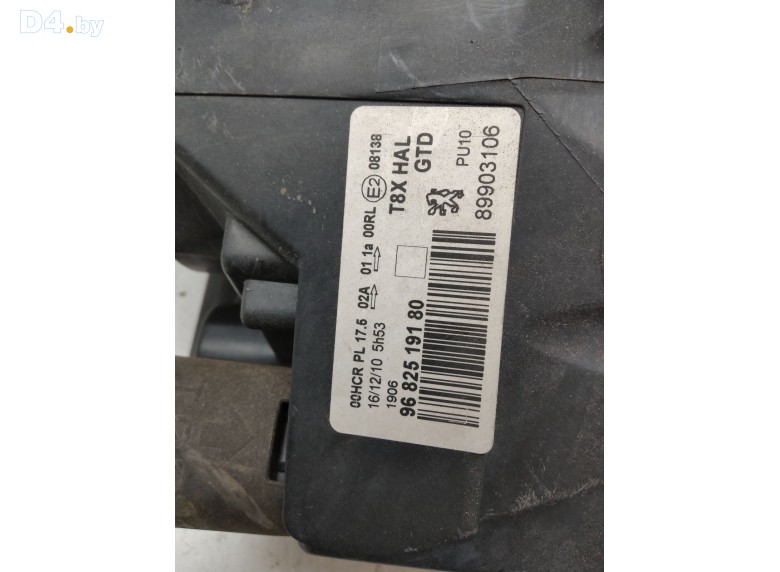 D4.by
00HCR PL 17.5 02A 01 1a 00RL E2 08138
16/12/10 5h53
T8X HAL
GTD
1906
96 825 191 80
PU10
89903106